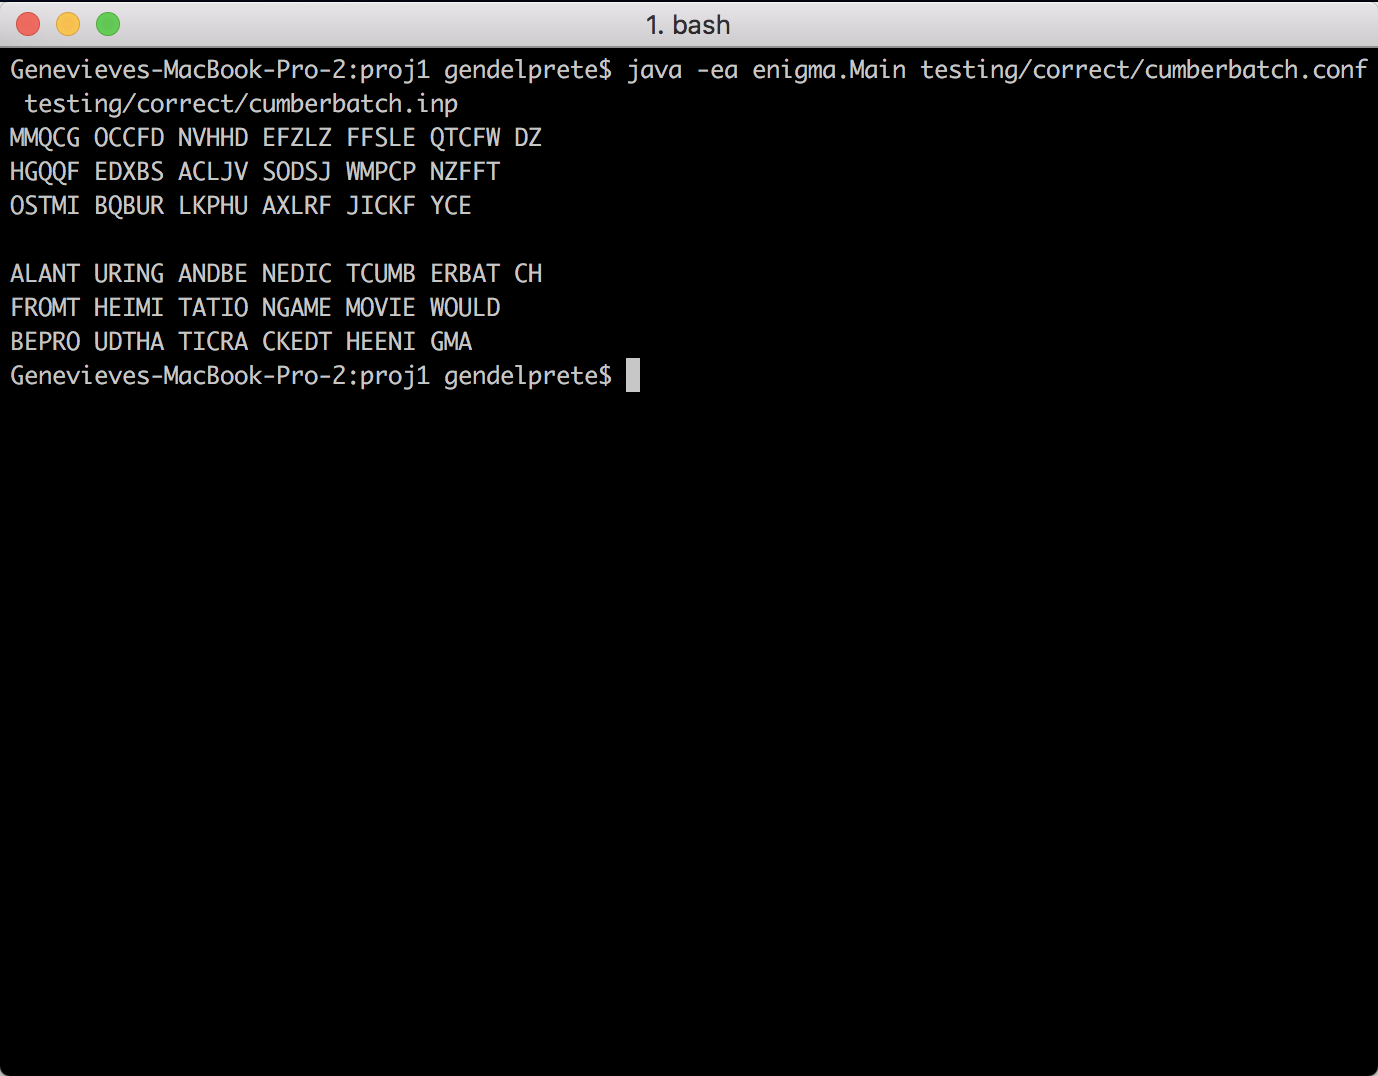 1. bash
Genevieves-MacBook-Pro-2:proj1 gendelprete$ java -ea enigma.Main testing/correct/cumberbatch.conf
testing/correct/cumberbatch.inp
MMQCG OCCFD NVHHD EFZLZ FFSLE QTCFW DZ
HGQQF EDXBS ACLJV SODSJ WMPCP NZFFT
OSTMI BQBUR LKPHU AXLRF JICKF YCE
ALANT URING ANDBE NEDIC TCUMB ERBAT CH
FROMT HEIMI TATIO NGAME MOVIE WOULD
BEPRO UDTHA TICRA CKEDT HEENI GMA
Genevieves-MacBook-Pro-2:proj1 gendelprete$